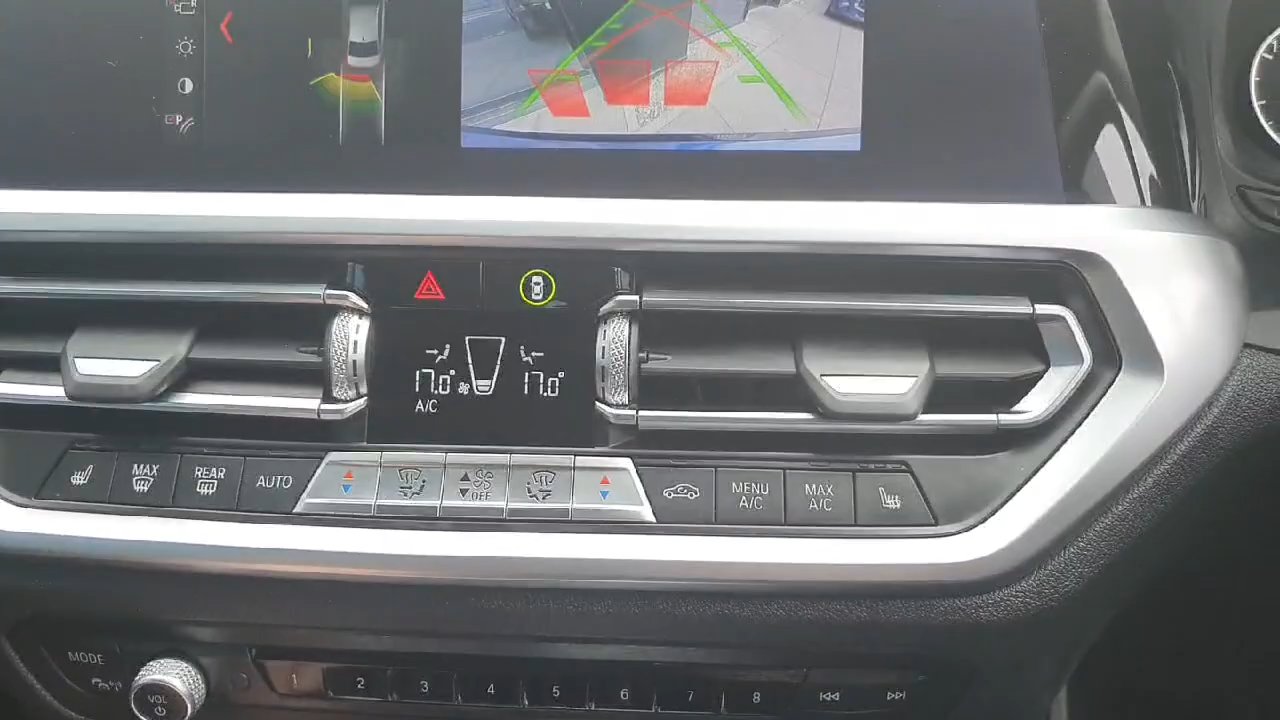 P
17.0°
17.0°
A/C
MAX
REAR
AUTO
OFF
MENU
A/C
MAX
A/C
MODE
VOL
1
2
3
4
5
6
7
8